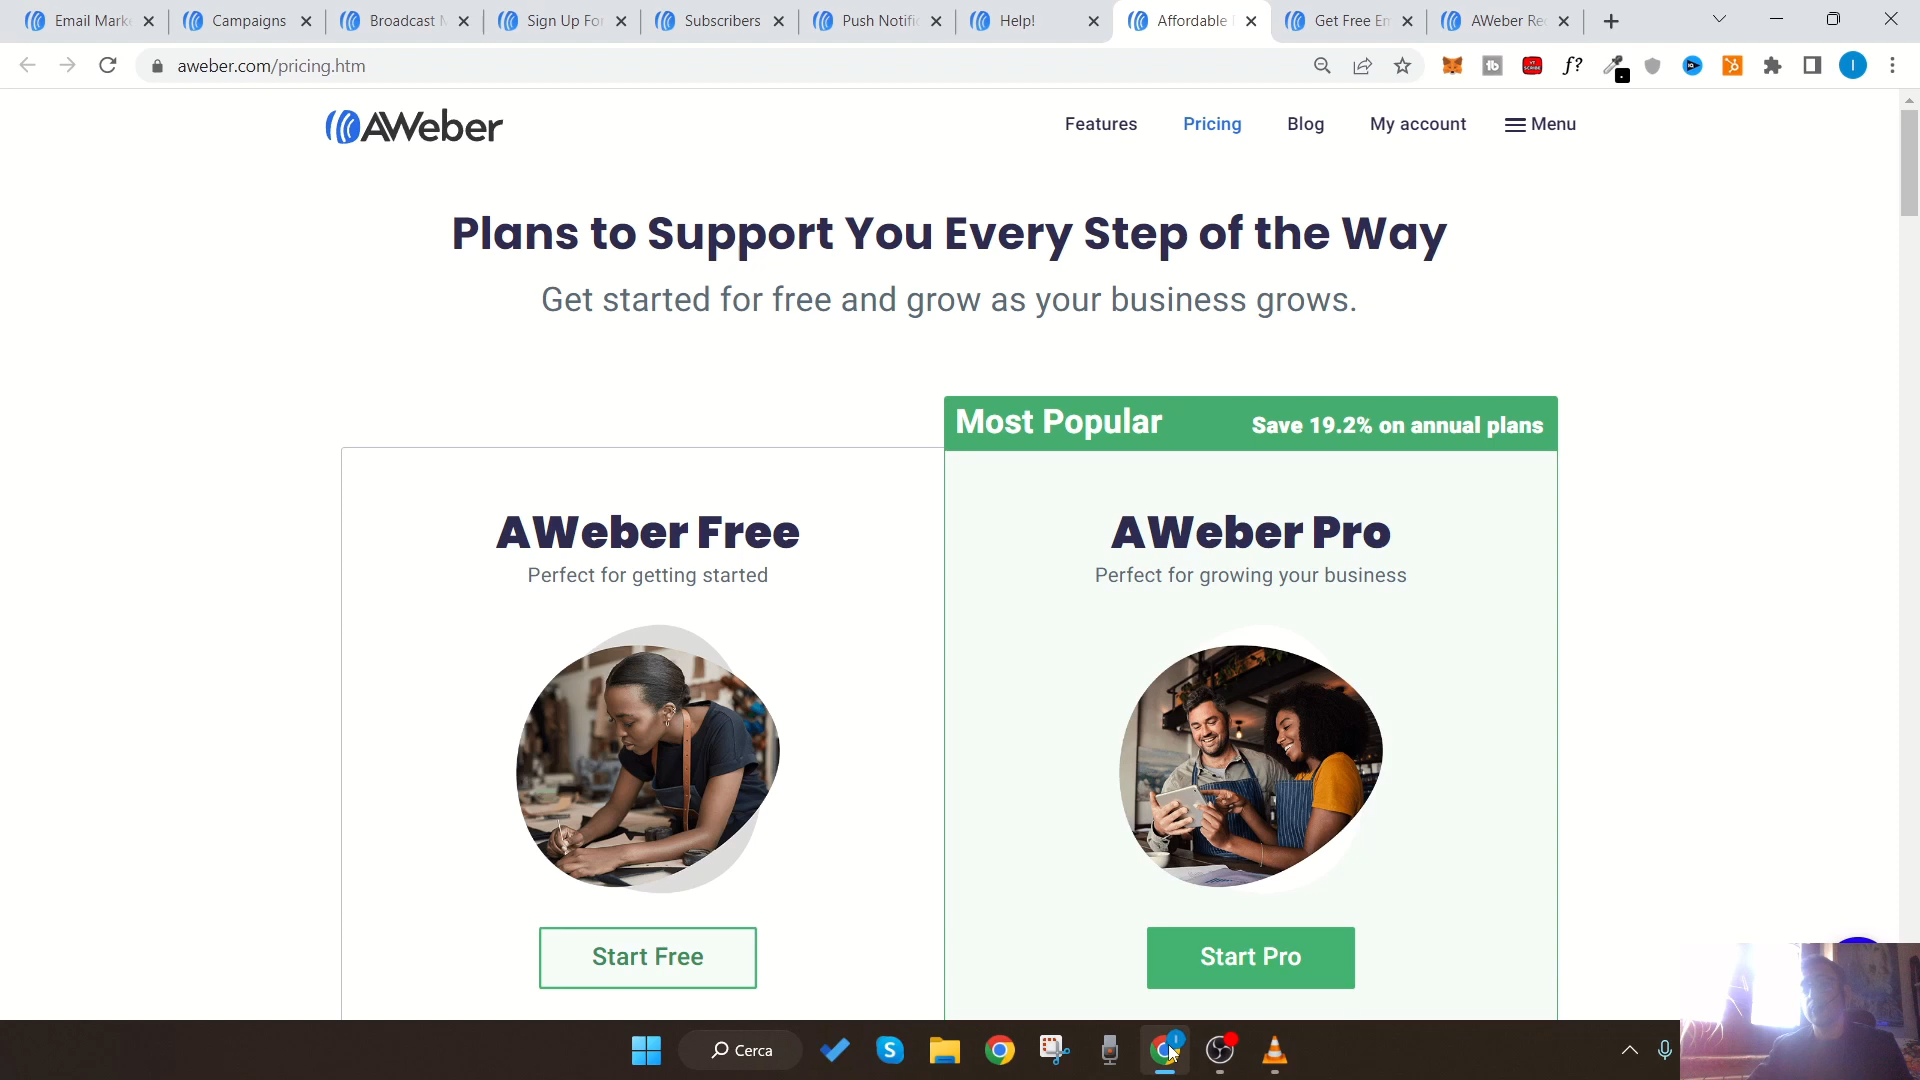 Email Marke
Campaigns
Broadcast M
Sign Up For
Subscribers
Push Notific
Help!
Affordable
Get Free Em
AWeber Rec
aweber.com/pricing.htm
AWeber
Features
Pricing
Blog
My account
Menu
Plans to Support You Every Step of the Way
Get started for free and grow as your business grows.
Most Popular
Save 19.2% on annual plans
AWeber Free
Perfect for getting started
AWeber Pro
Perfect for growing your business
Start Free
Start Pro
Cerca